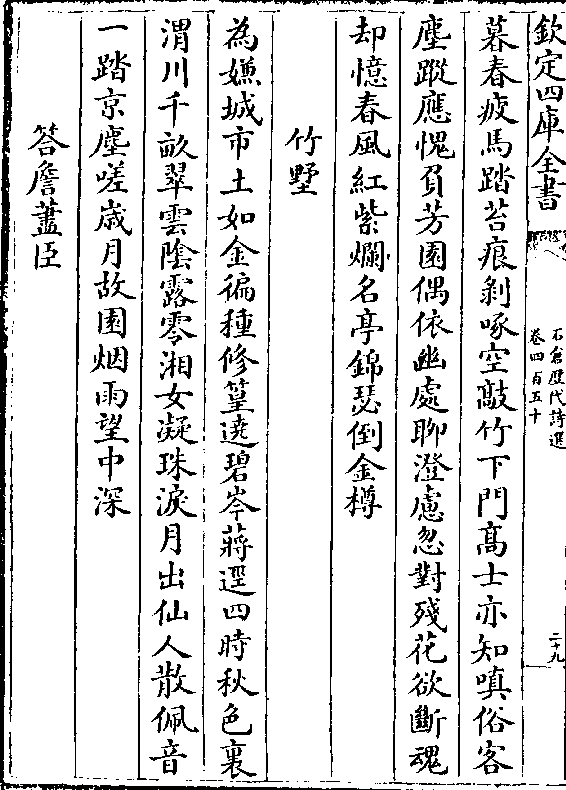 欽定四庫全書
石倉歷代詩選
卷四百五十
二十九
暮春疲馬踏苔痕剝啄空敲竹下門髙士亦知嗔俗客
塵蹤應愧負芳園偶依幽處聊澄慮忽對殘花欲斷魂
却憶春風紅紫爛名亭錦瑟倒金樽
竹墅
為嫌城市土如金徧種修篁遶碧岑蔣逕四時秋色裏
渭川千畝翠雲陰露零湘女凝珠淚月出仙人散佩音
一踏京塵嗟歳月故園烟雨望中深
答詹藎臣